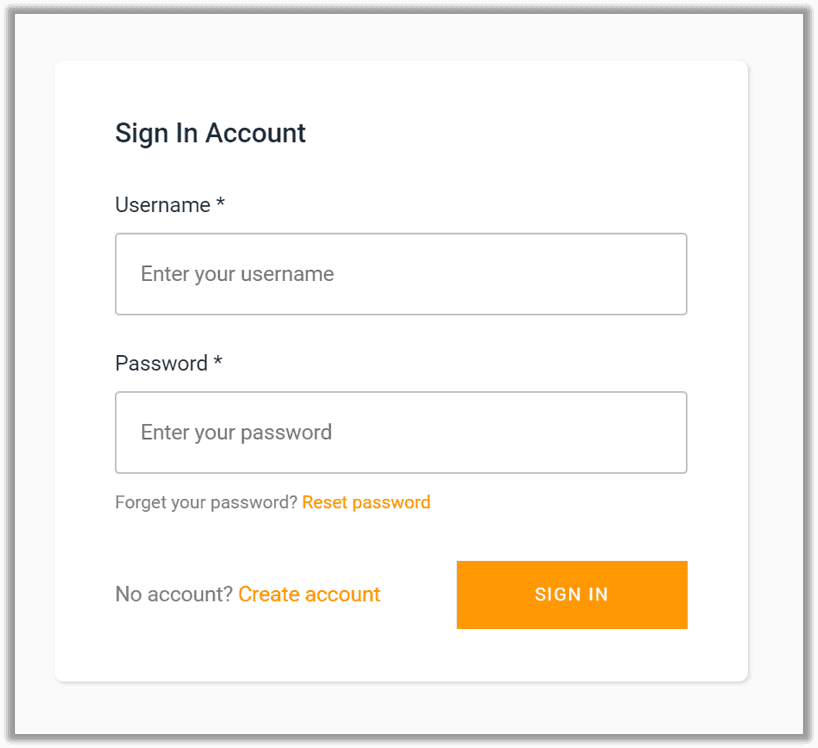 Sign In Account
Username *
Enter your username
Password *
Enter your password
Forget your password? Reset password
No account? Create account
SIGN IN